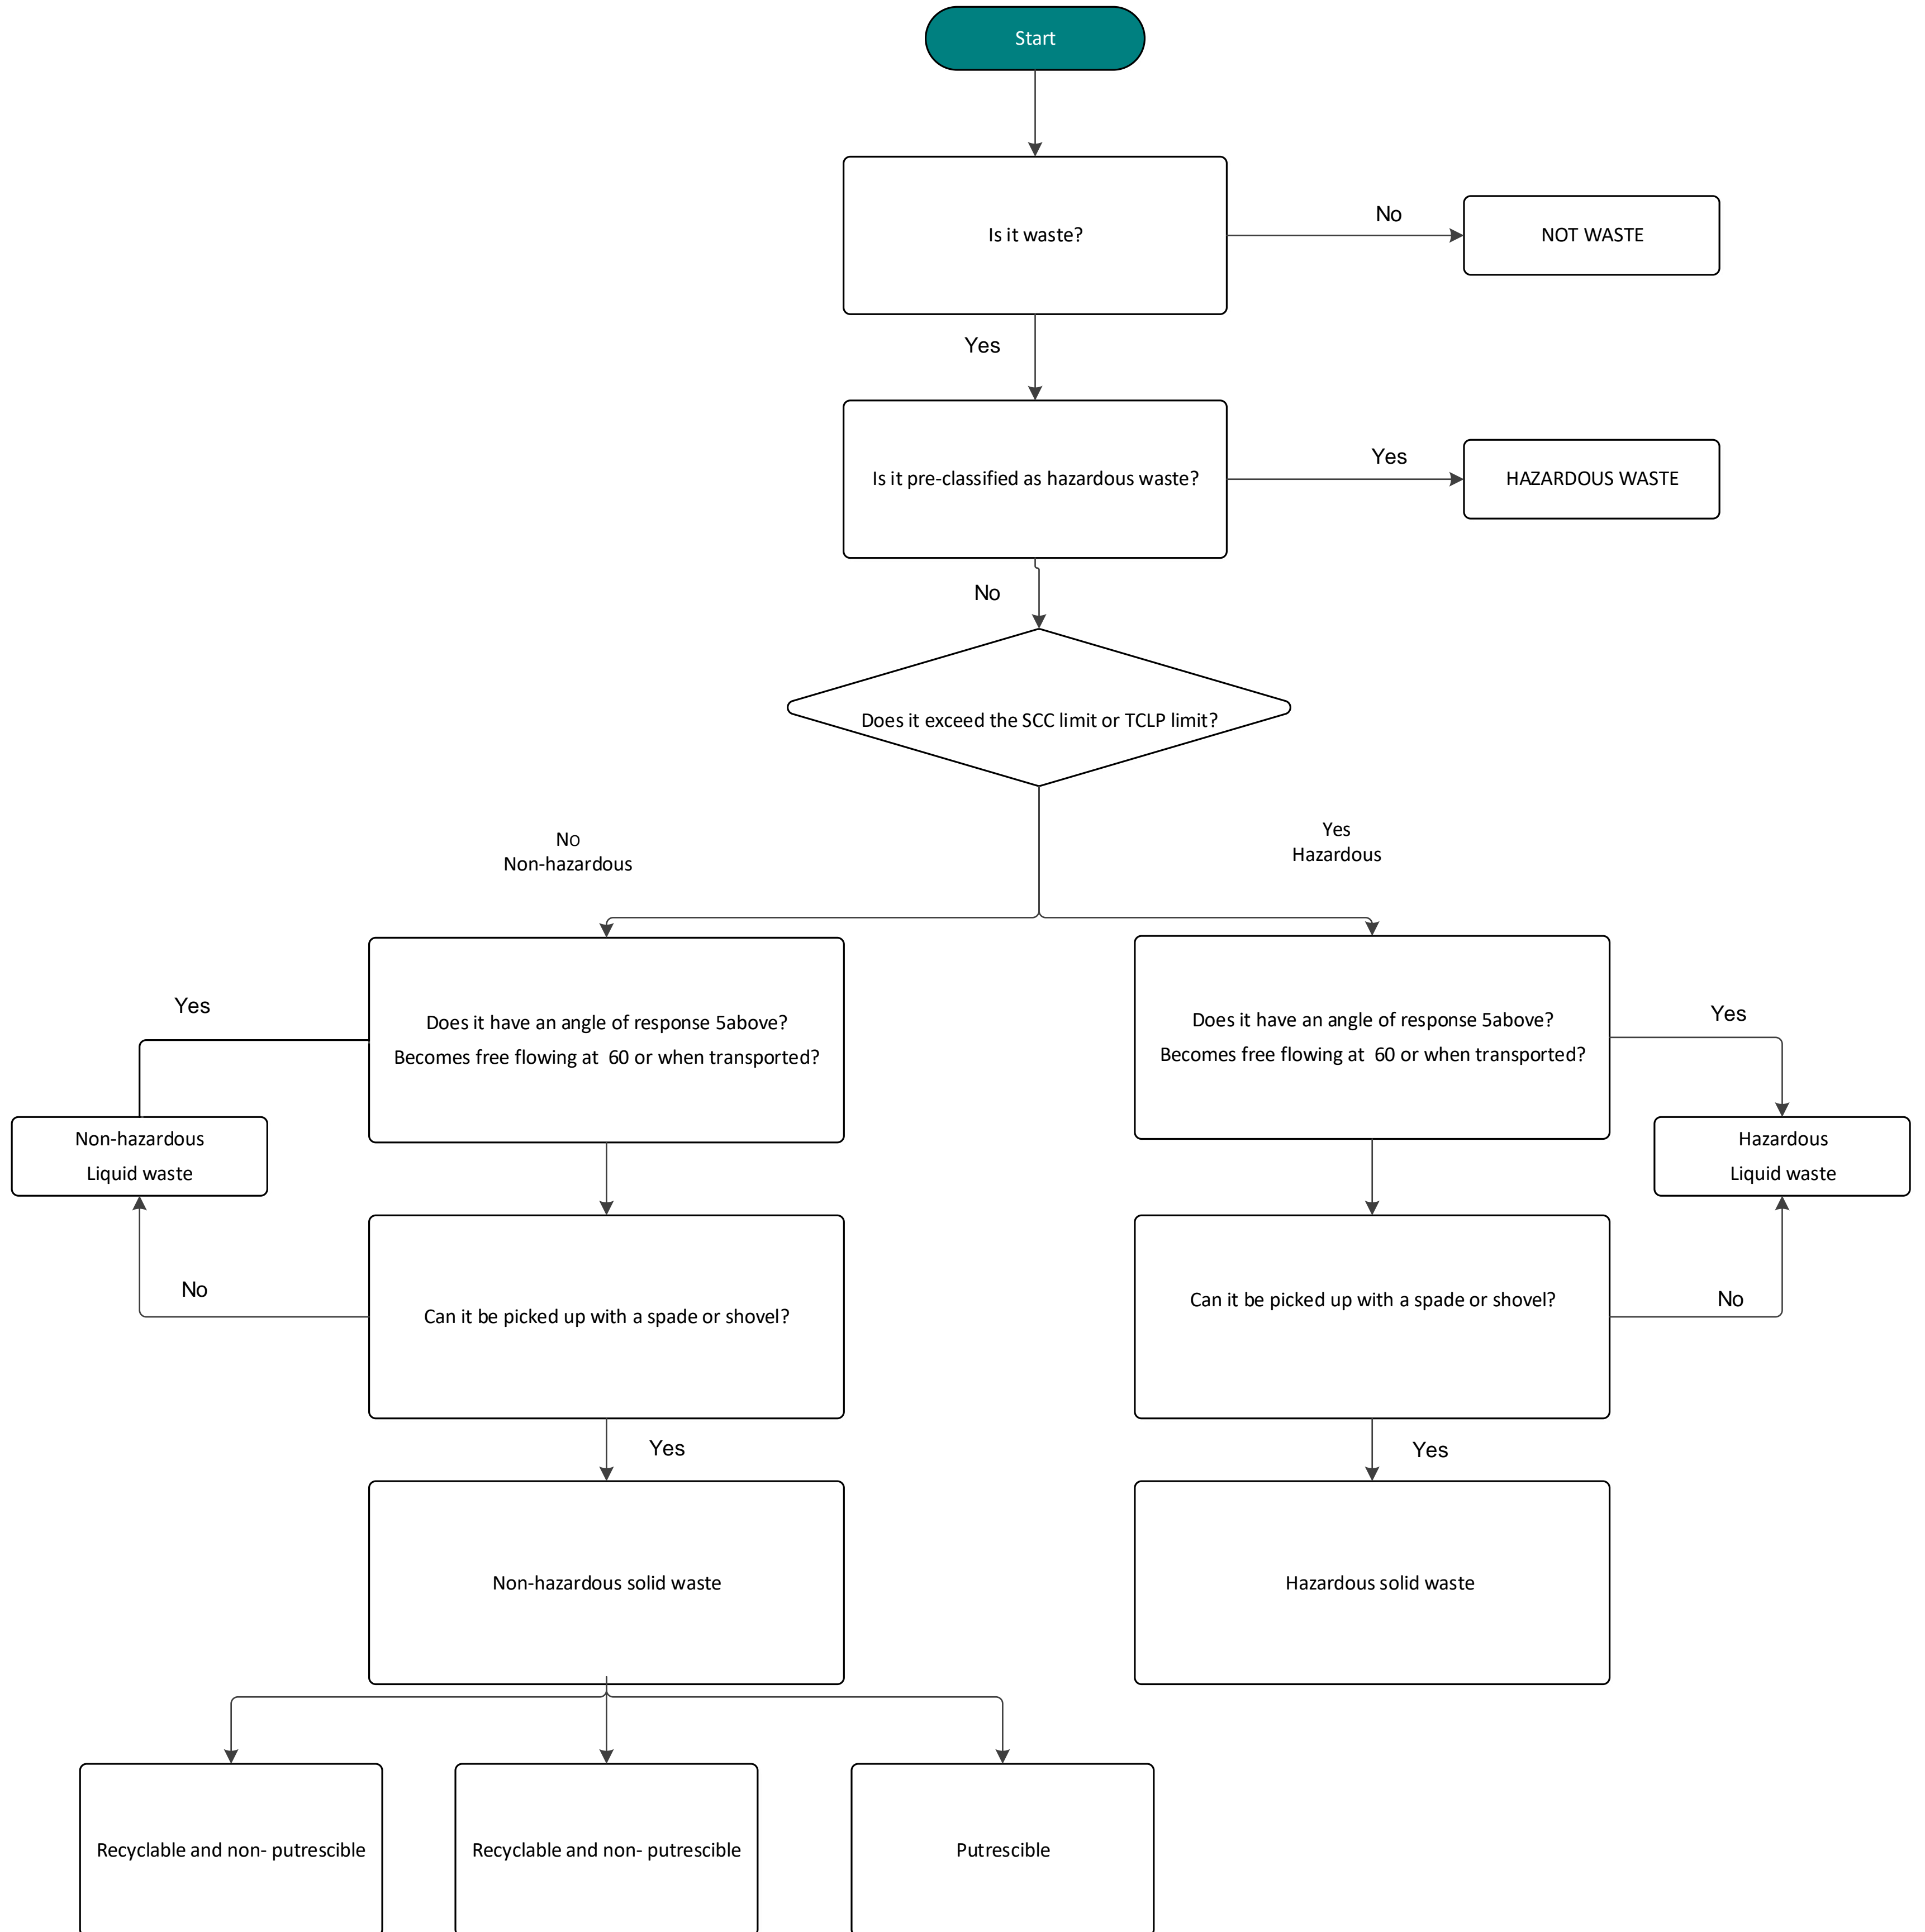 Start
Is it waste?
No
NOT WASTE
Yes
Is it pre-classified as hazardous waste?
Yes
HAZARDOUS WASTE
No
Does it exceed the SCC limit or TCLP limit?
No
Non-hazardous
Yes
Hazardous
Yes
Does it have an angle of response 5above?
Becomes free flowing at  60 or when transported?
Does it have an angle of response 5above?
Becomes free flowing at  60 or when transported?
Yes
Non-hazardous
Liquid waste
Hazardous
Liquid waste
No
Can it be picked up with a spade or shovel?
Can it be picked up with a spade or shovel?
No
Yes
Yes
Non-hazardous solid waste
Hazardous solid waste
Recyclable and non- putrescible
Recyclable and non- putrescible
Putrescible